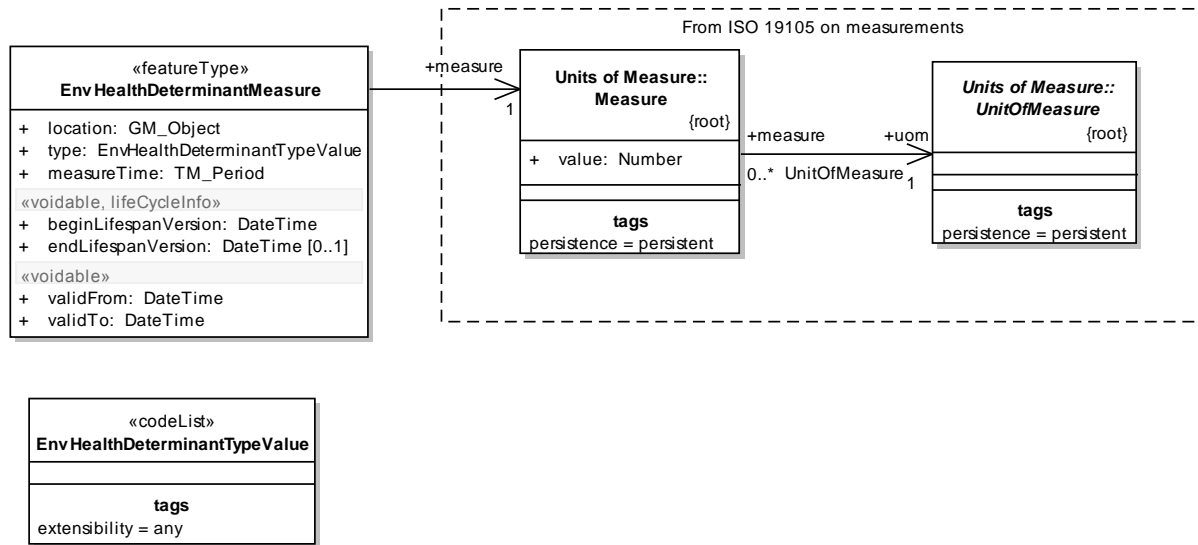 From ISO 19105 on measurements
«featureType»
EnvHealthDeterminantMeasure
+ location: GM_Object
+ type: EnvHealthDeterminantTypeValue
+ measureTime: TM_Period
«voidable, lifeCycleInfo»
+ beginLifespanVersion: DateTime
+ endLifespanVersion: DateTime [0..1]
«voidable»
+ validFrom: DateTime
+ validTo: DateTime
+measure
1
Units of Measure::
Measure
{root}
+ value: Number
tags
persistence = persistent
+measure
+uom
0..* UnitOfMeasure
1
Units of Measure::
UnitOfMeasure
{root}
tags
persistence = persistent
«codeList»
EnvHealthDeterminantTypeValue
tags
extensibility = any